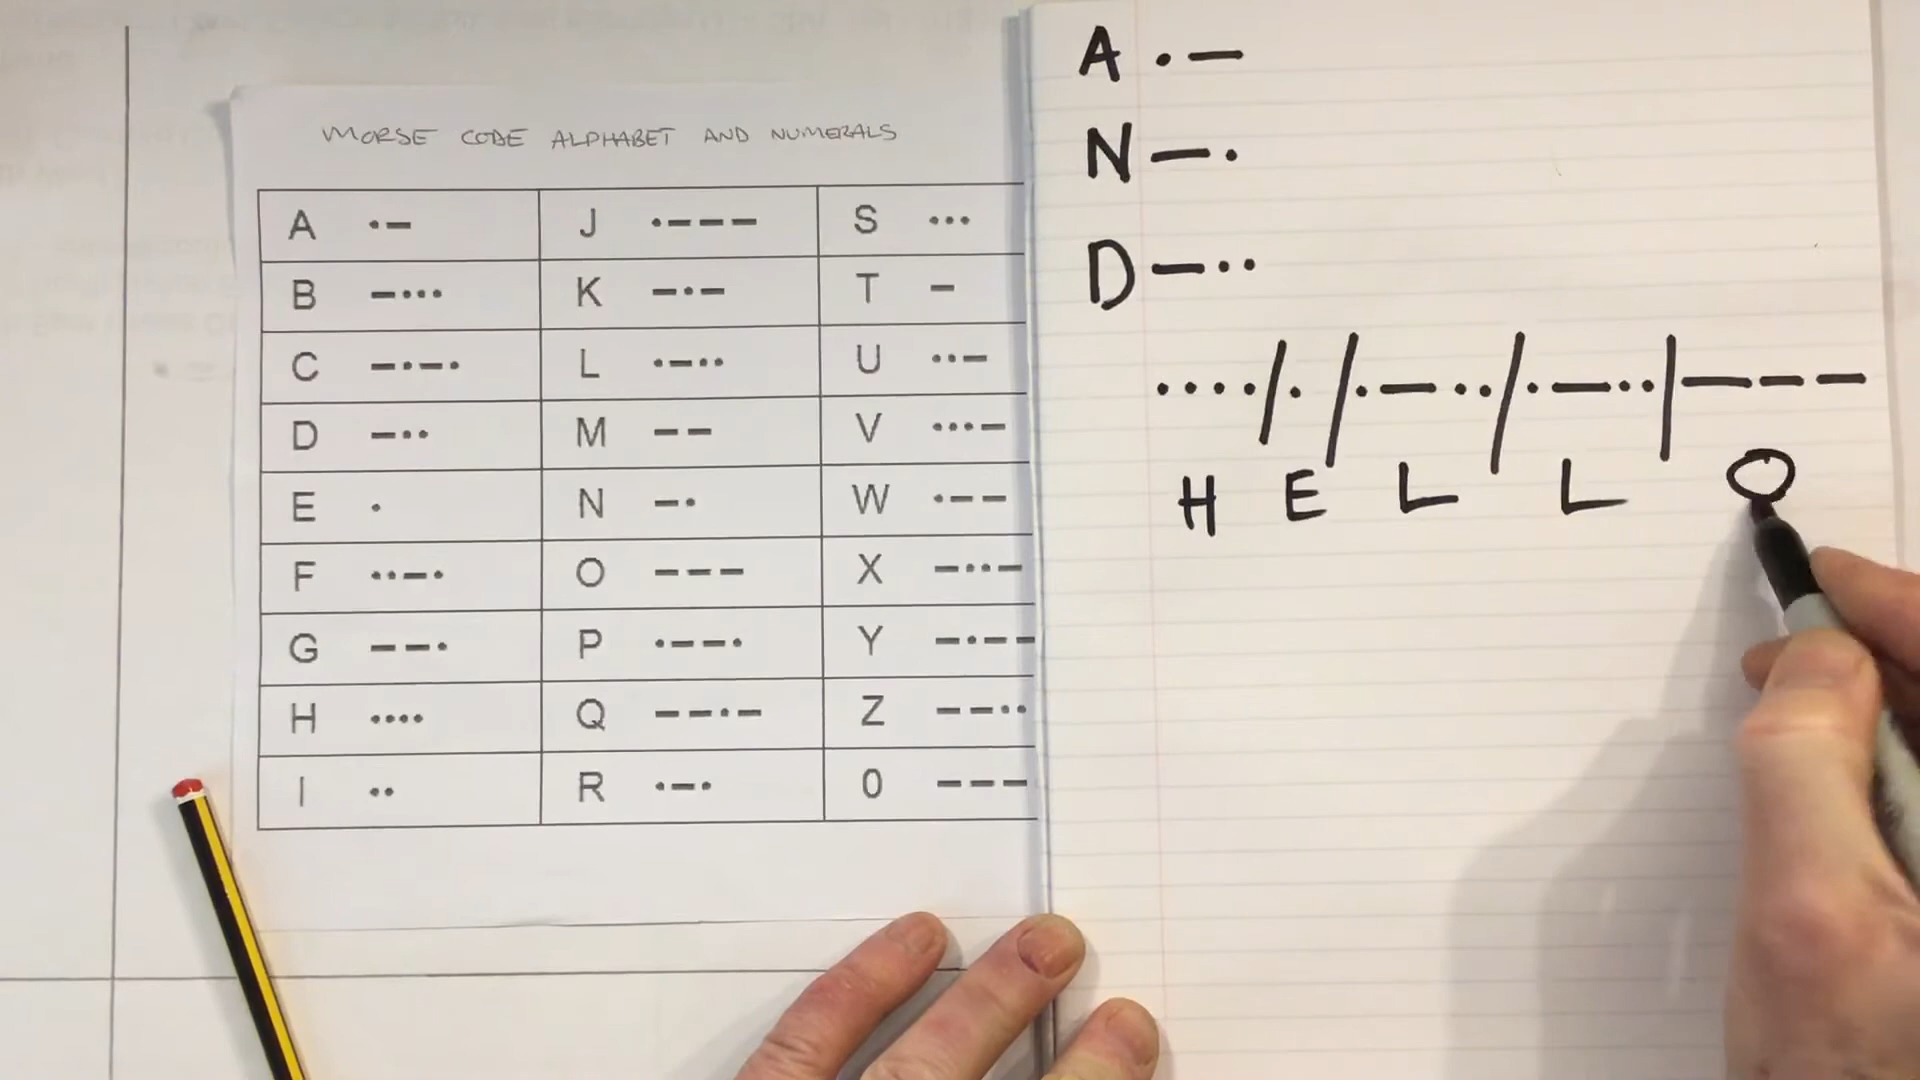 MORSE CODE ALPHABET AND NUMERALS
A •— J •——— S •••
B —••• K —•— T —
C —•—• L •—•• U ••—
D —•• M —— V •••—
E • N —• W •——
F ••—• O ——— X —••—
G ——• P •——• Y —•——
H •••• Q ——•— Z ——••
I •• R •—• 0 ———
A •—
N —•
D —••
••••/•/•—••/•—••|———
H E L L O